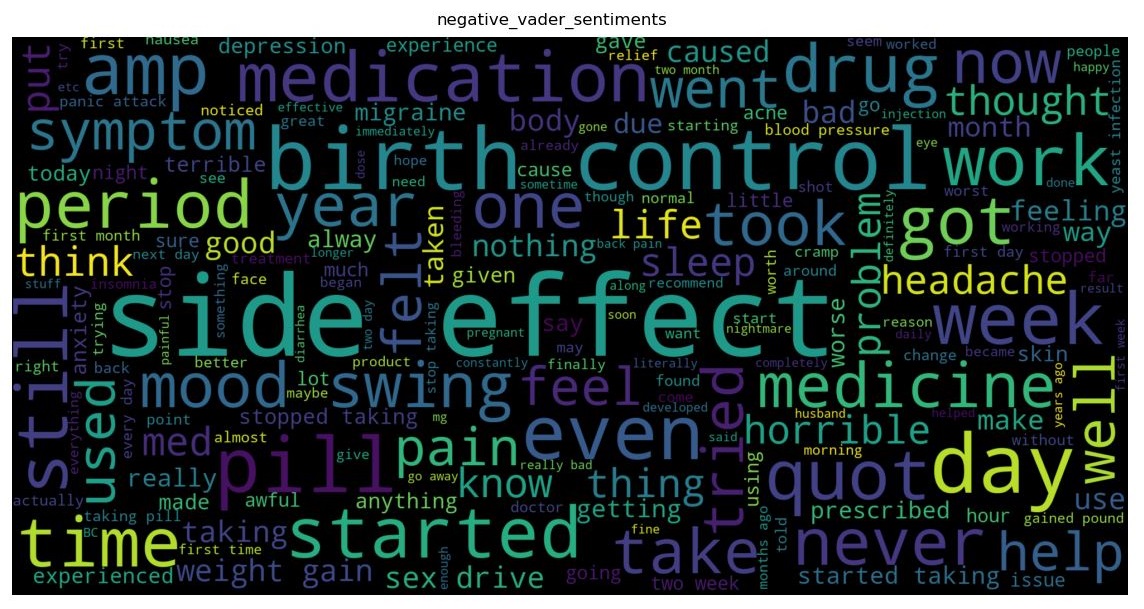 negative_vader_sentiments
put
try
first
nausea
depression
experience
gave
relief
caused
seem
worked
people
happy
etc
panic attack
amp
medication
two month
went
drug
now
noticed
effective
great
migraine
immediately
body
gone
due
starting
acne
bad
go
injection
thought
blood pressure
month
yeast infection
symptom
terrible
birth control
already
eye
work
today
night
see
dose
hope
need
cause
sometime
shot
worst
done
period
year
bleeding
one
though
normal
little
life
took
problem
definitely
got
feeling
working
way
first month
next day
sure
good
alway
felt
taken
nothing
back pain
sleep
worth
cramp
around
first day
stopped
think
treatment
longer
stuff
insomnia
painful
stop
something
face
much
began
given
along
recommend
headache
far
result
still
anxiety
trying
side effect
diarrhea
two day
stop taking
pregnant
say
soon
may
want
start
nightmare
worse
reason
daily
week
first week
right
back
better
product
constantly
finally
literally
completely
change
became
skin
used
everything
every day
mood swing
lot
maybe
feel
found
come
developed
tried
medicine
years ago
well
point
stopped taking
mg
med
almost
pill
give
pain
even
said
husband
morning
horrible
helped
make
without
really
go away
really bad
know
thing
using
quot
day
use
actually
made
awful
anything
doctor
getting
prescribed
hour
gained pound
BC
taking pill
time
taking
first time
started
fine
take
months ago
told
never
help
experienced
weight gain
sex drive
enough
going
two week
started taking
issue